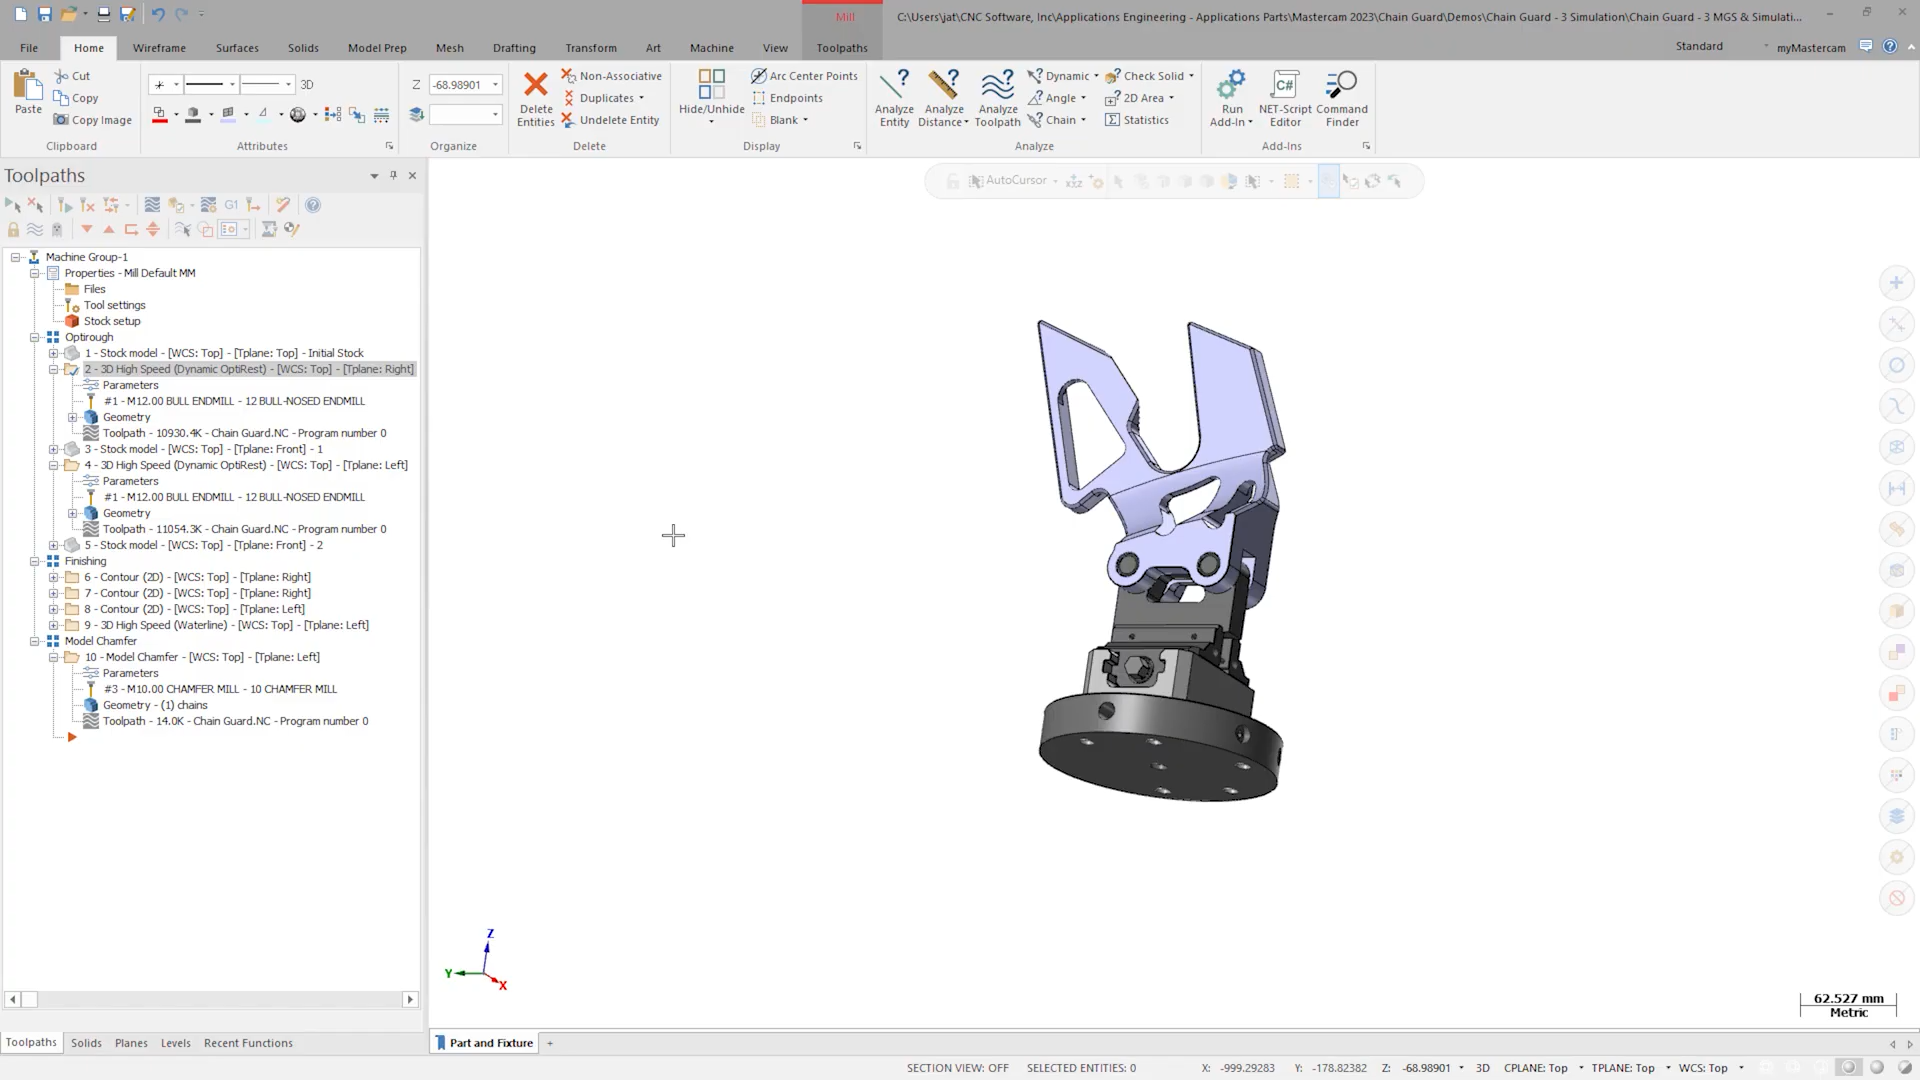 Mill
C:\Users\jat\CNC Software, Inc\Applications Engineering - Applications Parts\Mastercam 2023\Chain Guard\Demos\Chain Guard - 3 Simulation\Chain Guard - 3 MGS & Simulati...
File Home Wireframe Surfaces Solids Model Prep Mesh Drafting Transform Art Machine View Toolpaths Standard myMastercam
Paste Cut Copy Copy Image
Clipboard
3D
Attributes
Z -68.98901
Organize
Delete Entities Non-Associative Duplicates Undelete Entity
Delete
Hide/Unhide Arc Center Points Endpoints Blank
Display
Analyze Entity Analyze Distance Analyze Toolpath Dynamic Angle Chain Check Solid 2D Area Statistics
Analyze
Run Add-In NET-Script Editor Command Finder
Add-Ins
C#
Toolpaths
AutoCursor
G1
Machine Group-1
Properties - Mill Default MM
Files
Tool settings
Stock setup
Optirough
1 - Stock model - [WCS: Top] - [Tplane: Top] - Initial Stock
2 - 3D High Speed (Dynamic OptiRest) - [WCS: Top] - [Tplane: Right]
Parameters
#1 - M12.00 BULL ENDMILL - 12 BULL-NOSED ENDMILL
Geometry
Toolpath - 10930.4K - Chain Guard.NC - Program number 0
3 - Stock model - [WCS: Top] - [Tplane: Front] - 1
4 - 3D High Speed (Dynamic OptiRest) - [WCS: Top] - [Tplane: Left]
Parameters
#1 - M12.00 BULL ENDMILL - 12 BULL-NOSED ENDMILL
Geometry
Toolpath - 11054.3K - Chain Guard.NC - Program number 0
5 - Stock model - [WCS: Top] - [Tplane: Front] - 2
Finishing
6 - Contour (2D) - [WCS: Top] - [Tplane: Right]
7 - Contour (2D) - [WCS: Top] - [Tplane: Right]
8 - Contour (2D) - [WCS: Top] - [Tplane: Left]
9 - 3D High Speed (Waterline) - [WCS: Top] - [Tplane: Left]
Model Chamfer
10 - Model Chamfer - [WCS: Top] - [Tplane: Left]
Parameters
#3 - M10.00 CHAMFER MILL - 10 CHAMFER MILL
Geometry - (1) chains
Toolpath - 14.0K - Chain Guard.NC - Program number 0
Z
Y
X
62.527 mm
Metric
Toolpaths Solids Planes Levels Recent Functions
Part and Fixture +
SECTION VIEW: OFF SELECTED ENTITIES: 0 X: -999.29283 Y: -178.82382 Z: -68.98901 3D CPLANE: Top TPLANE: Top WCS: Top